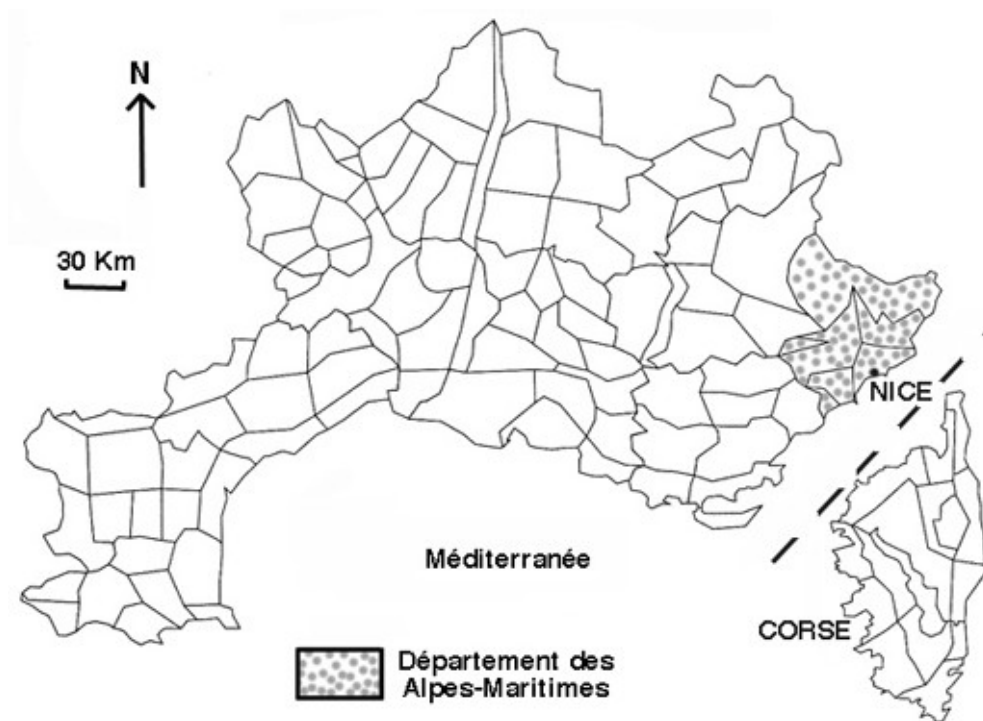 N
30 Km
NICE
Méditerranée
CORSE
Département des
Alpes-Maritimes